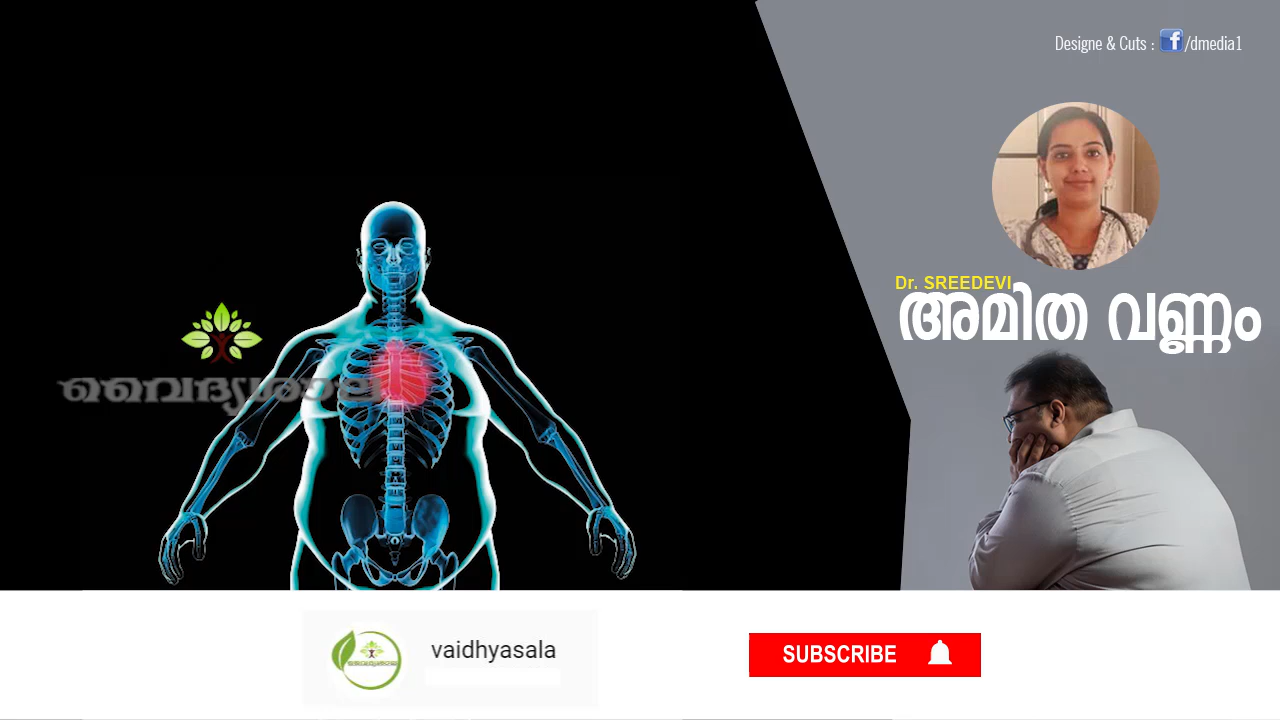 Designe & Cuts : f/dmedia1
Dr. SREEDEVI
അമിത വണ്ണം
വൈദ്യശാല
vaidhyasala
SUBSCRIBE